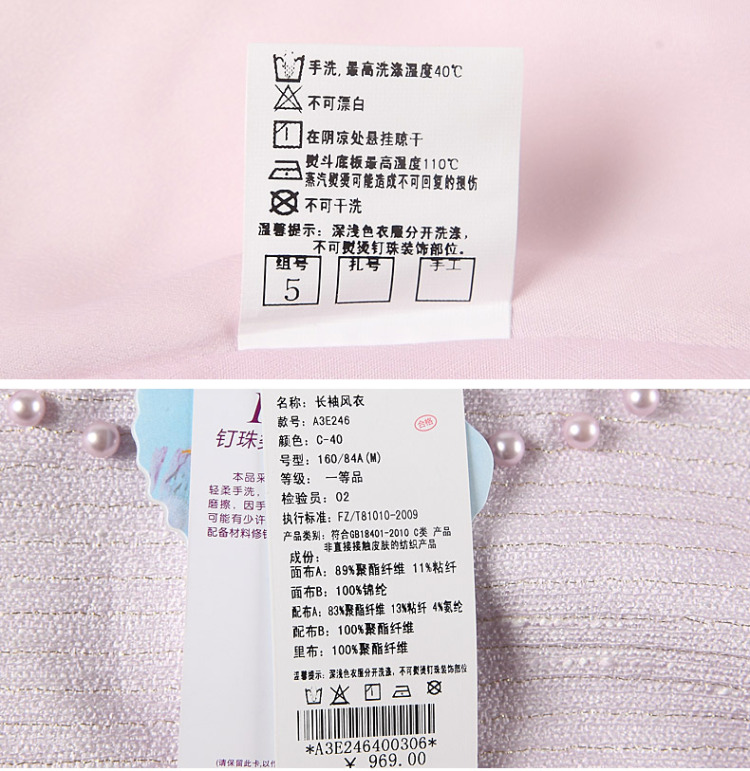 手洗,最高洗涤温度40℃
不可漂白
在阴凉处悬挂晾干
熨斗底板最高温度110℃
蒸汽熨烫可能造成不可回复的损伤
不可干洗
温馨提示：深浅色衣服分开洗涤，
不可熨烫钉珠装饰部位。
组号 扎号 手工
5
名称：长袖风衣
款号：A3E246
合格
颜色：C-40
号型：160/84A(M)
等级：一等品
检验员：02
执行标准：FZ/T81010-2009
产品类别：符合GB18401-2010 C类 产品
非直接接触皮肤的纺织产品
成份：
面布A：89%聚酯纤维 11%粘纤
面布B：100%锦纶
配布A：83%聚酯纤维 13%粘纤 4%氨纶
配布B：100%聚酯纤维
里布：100%聚酯纤维
温馨提示：深浅色衣服分开洗涤，不可熨烫钉珠装饰部位
*A3E246400306*
¥ 969.00
钉珠
本品采
轻柔手洗，
磨擦，因手
可能有少许
配备材料修
(请保留此卡,以